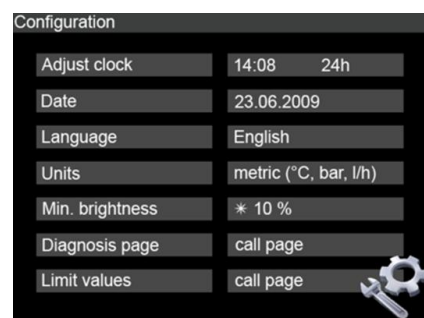 Configuration
Adjust clock 14:08 24h
Date 23.06.2009
Language English
Units metric (°C, bar, l/h)
Min. brightness ☀ 10 %
Diagnosis page call page
Limit values call page